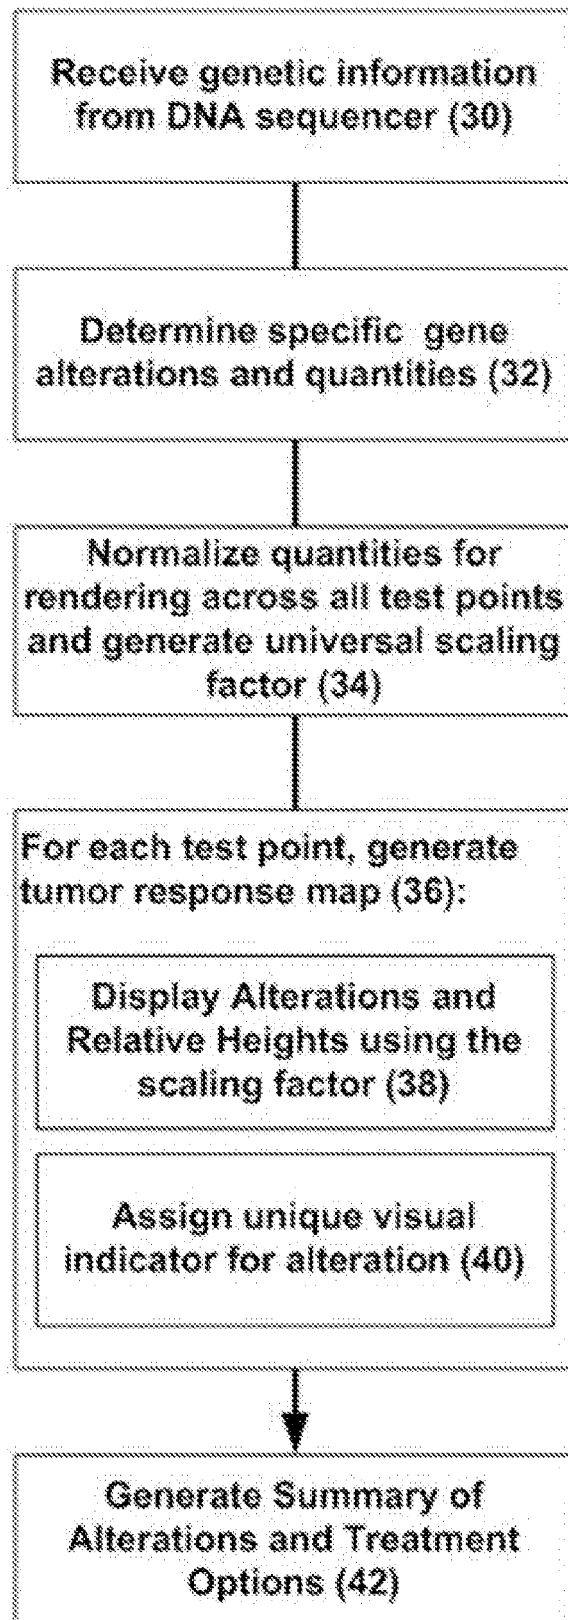 Receive genetic information
from DNA sequencer (30)
Determine specific gene
alterations and quantities (32)
Normalize quantities for
rendering across all test points
and generate universal scaling
factor (34)
For each test point, generate
tumor response map (36):
Display Alterations and
Relative Heights using the
scaling factor (38)
Assign unique visual
indicator for alteration (40)
Generate Summary of
Alterations and Treatment
Options (42)